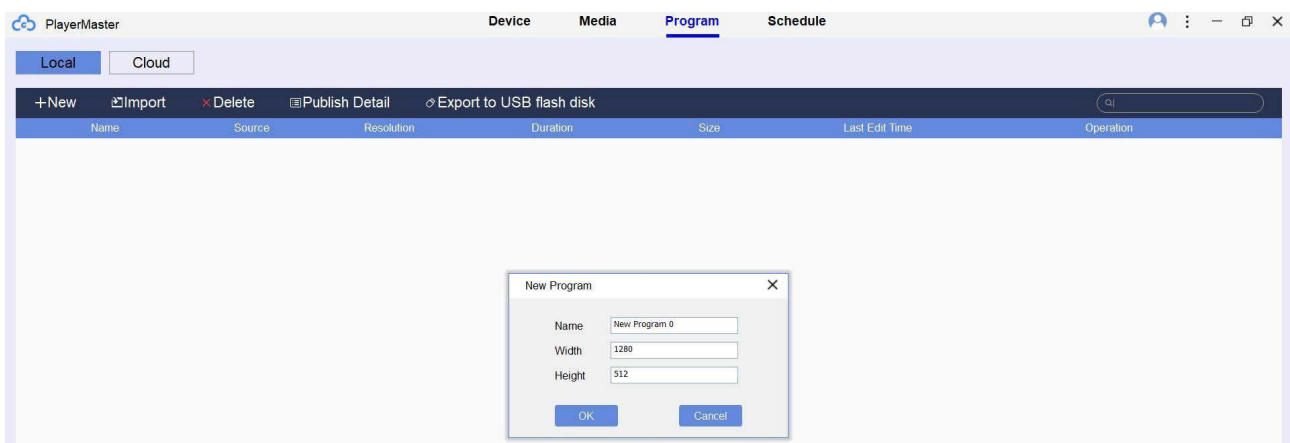 PlayerMaster Device Media Program Schedule
Local Cloud
+New Import ×Delete Publish Detail Export to USB flash disk
Name Source Resolution Duration Size Last Edit Time Operation
New Program
Name New Program 0
Width 1280
Height 512
OK Cancel